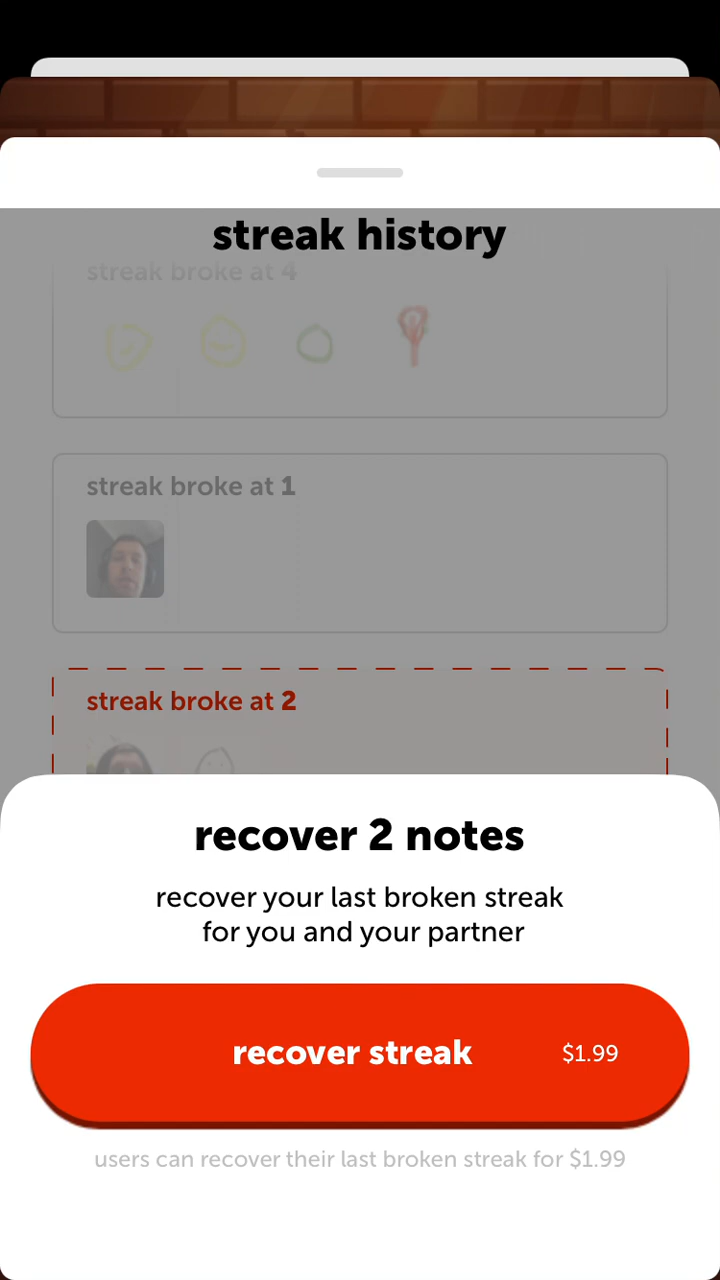 streak history
streak broke at 4
streak broke at 1
streak broke at 2
recover 2 notes
recover your last broken streak
for you and your partner
recover streak $1.99
users can recover their last broken streak for $1.99